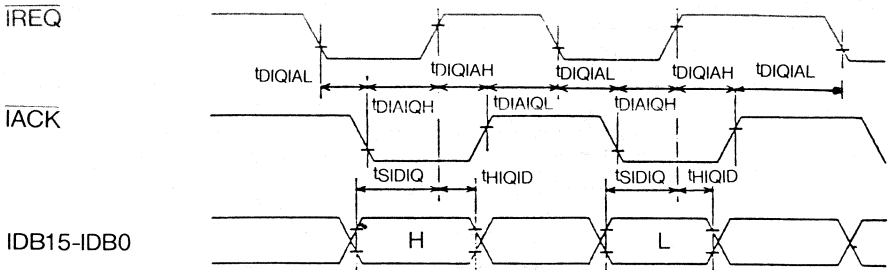 IREQ
tDIQIAL tDIQIAH tDIQIAL tDIQIAH tDIQIAL
tDIAIQH tDIAIQL tDIAIQH
IACK
tSIDIQ tHIQID tSIDIQ tHIQID
IDB15-IDB0 H L